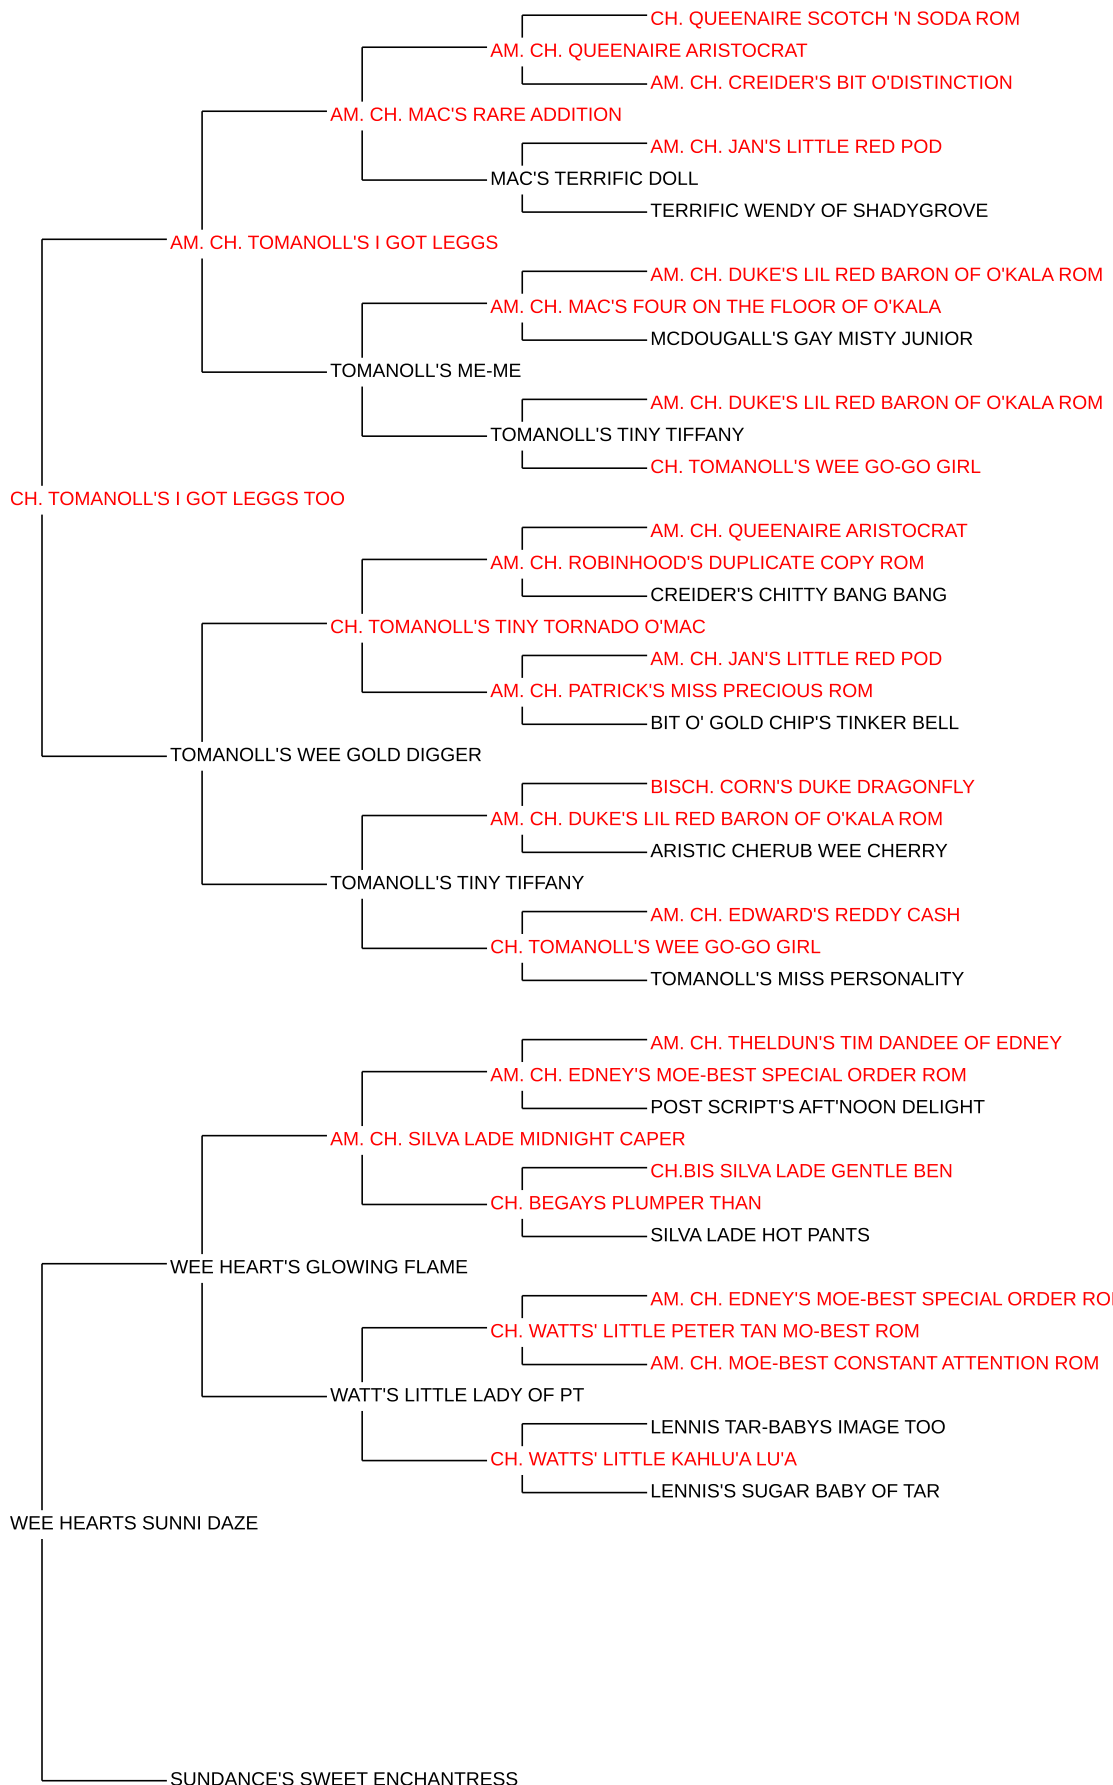 CH. QUEENAIRE SCOTCH 'N SODA ROM
AM. CH. QUEENAIRE ARISTOCRAT
AM. CH. CREIDER'S BIT O'DISTINCTION
AM. CH. MAC'S RARE ADDITION
AM. CH. JAN'S LITTLE RED POD
MAC'S TERRIFIC DOLL
TERRIFIC WENDY OF SHADYGROVE
AM. CH. TOMANOLL'S I GOT LEGGS
AM. CH. DUKE'S LIL RED BARON OF O'KALA ROM
AM. CH. MAC'S FOUR ON THE FLOOR OF O'KALA
MCDOUGALL'S GAY MISTY JUNIOR
TOMANOLL'S ME-ME
AM. CH. DUKE'S LIL RED BARON OF O'KALA ROM
TOMANOLL'S TINY TIFFANY
CH. TOMANOLL'S WEE GO-GO GIRL
CH. TOMANOLL'S I GOT LEGGS TOO
AM. CH. QUEENAIRE ARISTOCRAT
AM. CH. ROBINHOOD'S DUPLICATE COPY ROM
CREIDER'S CHITTY BANG BANG
CH. TOMANOLL'S TINY TORNADO O'MAC
AM. CH. JAN'S LITTLE RED POD
AM. CH. PATRICK'S MISS PRECIOUS ROM
BIT O' GOLD CHIP'S TINKER BELL
TOMANOLL'S WEE GOLD DIGGER
BISCH. CORN'S DUKE DRAGONFLY
AM. CH. DUKE'S LIL RED BARON OF O'KALA ROM
ARISTIC CHERUB WEE CHERRY
TOMANOLL'S TINY TIFFANY
AM. CH. EDWARD'S REDDY CASH
CH. TOMANOLL'S WEE GO-GO GIRL
TOMANOLL'S MISS PERSONALITY
AM. CH. THELDUN'S TIM DANDEE OF EDNEY
AM. CH. EDNEY'S MOE-BEST SPECIAL ORDER ROM
POST SCRIPT'S AFT'NOON DELIGHT
AM. CH. SILVA LADE MIDNIGHT CAPER
CH.BIS SILVA LADE GENTLE BEN
CH. BEGAYS PLUMPER THAN
SILVA LADE HOT PANTS
WEE HEART'S GLOWING FLAME
AM. CH. EDNEY'S MOE-BEST SPECIAL ORDER
CH. WATTS' LITTLE PETER TAN MO-BEST ROM
AM. CH. MOE-BEST CONSTANT ATTENTION ROM
WATT'S LITTLE LADY OF PT
LENNIS TAR-BABYS IMAGE TOO
CH. WATTS' LITTLE KAHLU'A LU'A
LENNIS'S SUGAR BABY OF TAR
WEE HEARTS SUNNI DAZE
SUNDANCE'S SWEET ENCHANTRESS